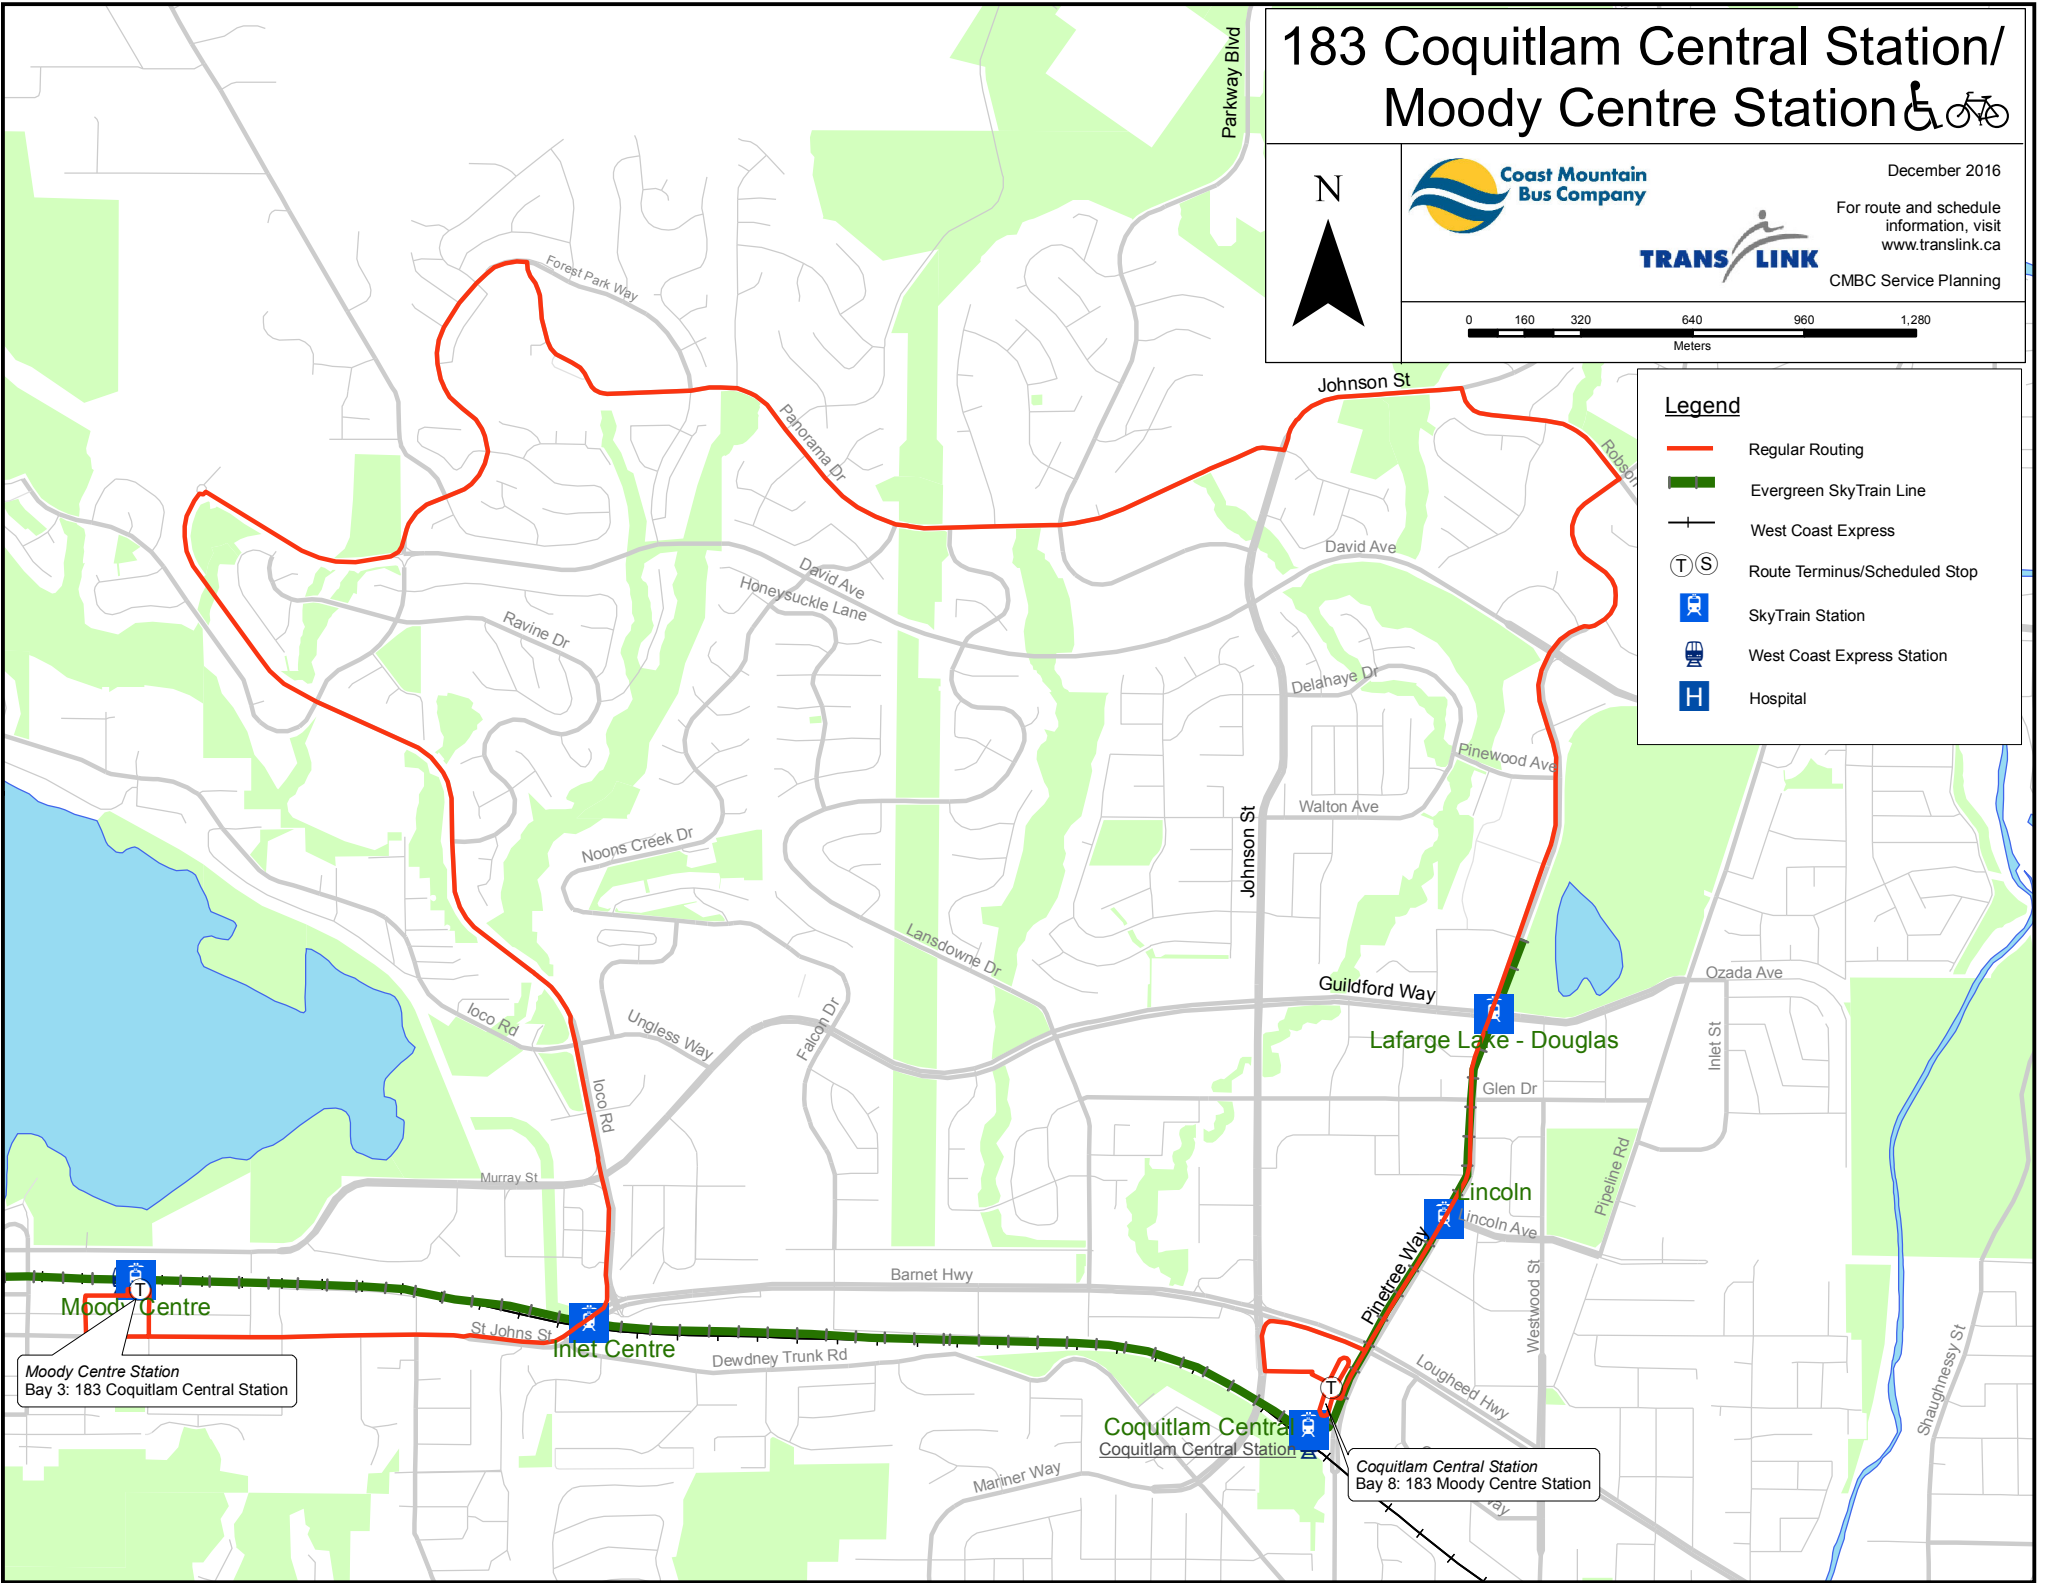 183 Coquitlam Central Station/
Moody Centre Station
N
Coast Mountain
Bus Company
TRANS LINK
December 2016
For route and schedule
information, visit
www.translink.ca
CMBC Service Planning
0 160 320 640 960 1,280
Meters
Legend
Regular Routing
Evergreen SkyTrain Line
West Coast Express
T S Route Terminus/Scheduled Stop
SkyTrain Station
West Coast Express Station
H Hospital
Parkway Blvd
Forest Park Way
Johnson St
Panorama Dr
Robson
David Ave
David Ave
Honeysuckle Lane
Ravine Dr
Delahaye Dr
Pinewood Ave
Walton Ave
Johnson St
Noons Creek Dr
Lansdowne Dr
Ozada Ave
Guildford Way
Ioco Rd
Ungless Way
Falcon Dr
Inlet St
Lafarge Lake - Douglas
Glen Dr
Ioco Rd
Murray St
Pipeline Rd
Lincoln
Lincoln Ave
Pinetree Way
Westwood St
Barnet Hwy
T
Moody Centre
St Johns St
Inlet Centre
Dewdney Trunk Rd
Lougheed Hwy
Shaughnessy St
Moody Centre Station
Bay 3: 183 Coquitlam Central Station
T
Coquitlam Central
Coquitlam Central Station
Mariner Way
Coquitlam Central Station
Bay 8: 183 Moody Centre Station